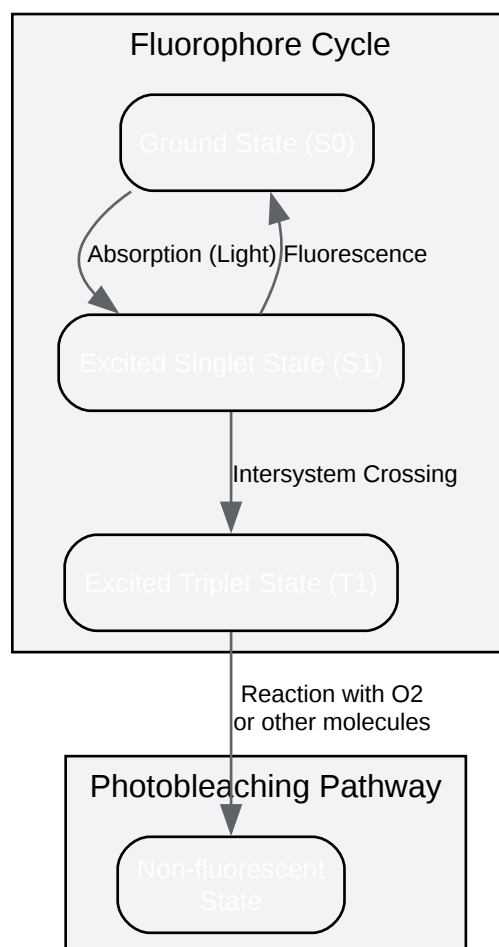 Fluorophore Cycle
Ground State (S0)
Absorption (Light)
Fluorescence
Excited Singlet State (S1)
Intersystem Crossing
Excited Triplet State (T1)
Reaction with O2
or other molecules
Photobleaching Pathway
Non-fluorescent
State